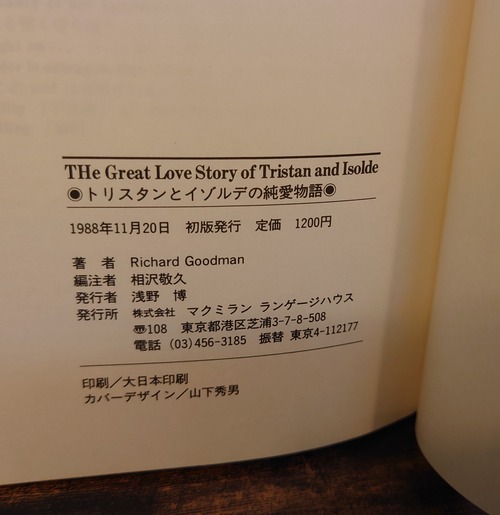 THe Great Love Story of Tristan and Isolde
◉トリスタンとイゾルデの純愛物語◉
1988年11月20日 初版発行 定価 1200円
著者 Richard Goodman
編注者 相沢敬久
発行者 浅野 博
発行所 株式会社 マクミラン ランゲージハウス
〠108 東京都港区芝浦3-7-8-508
電話 (03)456-3185 振替 東京4-112177
印刷／大日本印刷
カバーデザイン／山下秀男